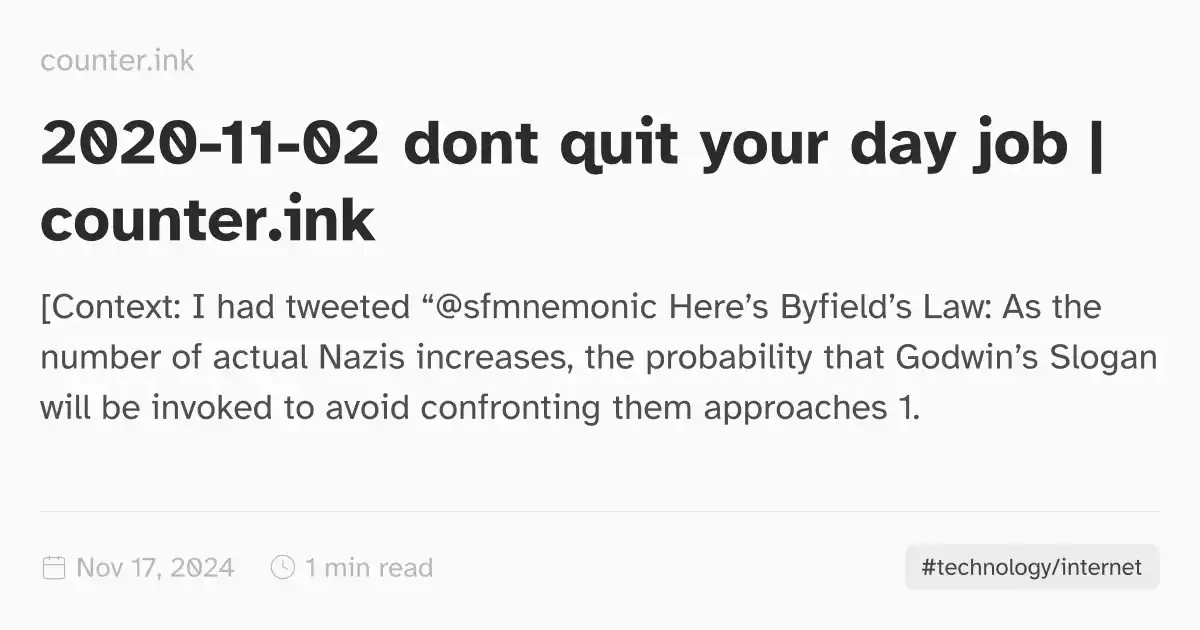 counter.ink
2020-11-02 dont quit your day job |
counter.ink
[Context: I had tweeted “@sfmnemonic Here’s Byfield’s Law: As the
number of actual Nazis increases, the probability that Godwin’s Slogan
will be invoked to avoid confronting them approaches 1.
Nov 17, 2024 1 min read #technology/internet